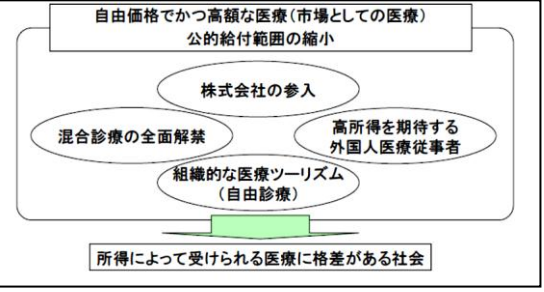 自由価格でかつ高額な医療（市場としての医療）
公的給付範囲の縮小
株式会社の参入
混合診療の全面解禁
高所得を期待する
外国人医療従事者
組織的な医療ツーリズム
（自由診療）
所得によって受けられる医療に格差がある社会